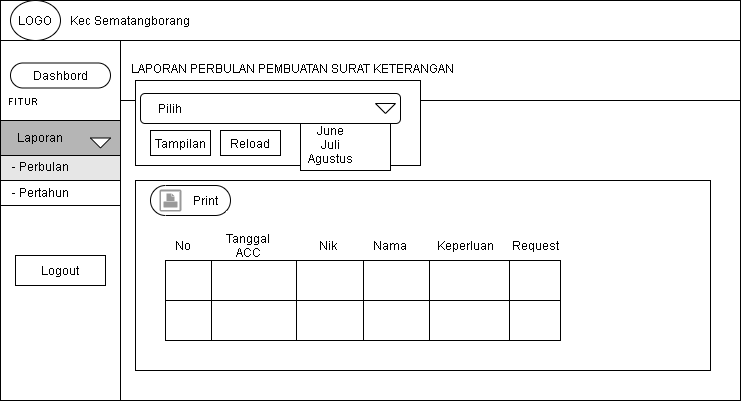 LOGO
Kec Sematangborang
Dashbord
FITUR
Laporan
- Perbulan
- Pertahun
Logout
LAPORAN PERBULAN PEMBUATAN SURAT KETERANGAN
Pilih
Tampilan
Reload
June
Juli
Agustus
Print
No
Tanggal
ACC
Nik
Nama
Keperluan
Request